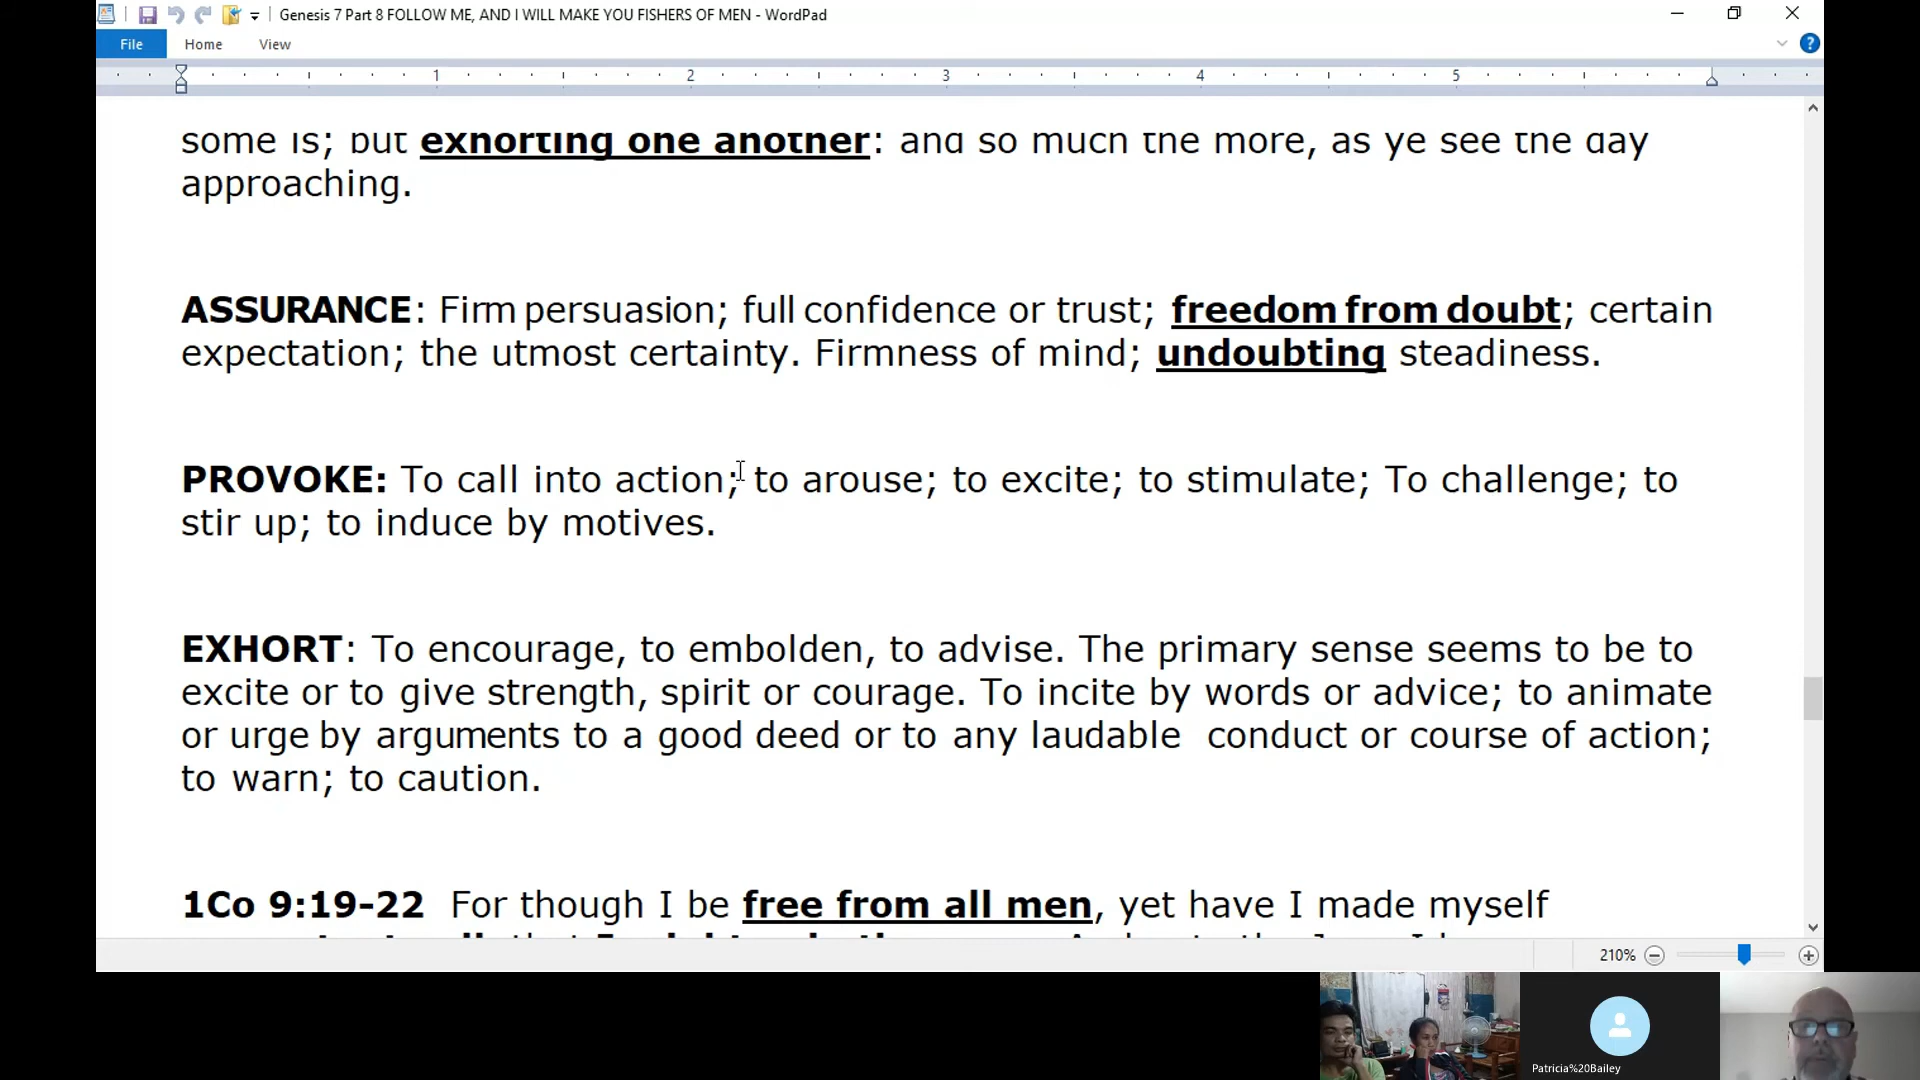 Genesis 7 Part 8 FOLLOW ME, AND I WILL MAKE YOU FISHERS OF MEN - WordPad
File Home View
1 2 3 4 5
some is; but exhorting one another: and so much the more, as ye see the day
approaching.
ASSURANCE: Firm persuasion; full confidence or trust; freedom from doubt; certain
expectation; the utmost certainty. Firmness of mind; undoubting steadiness.
PROVOKE: To call into action; to arouse; to excite; to stimulate; To challenge; to
stir up; to induce by motives.
EXHORT: To encourage, to embolden, to advise. The primary sense seems to be to
excite or to give strength, spirit or courage. To incite by words or advice; to animate
or urge by arguments to a good deed or to any laudable  conduct or course of action;
to warn; to caution.
1Co 9:19-22  For though I be free from all men, yet have I made myself
210%
Patricia%20Bailey